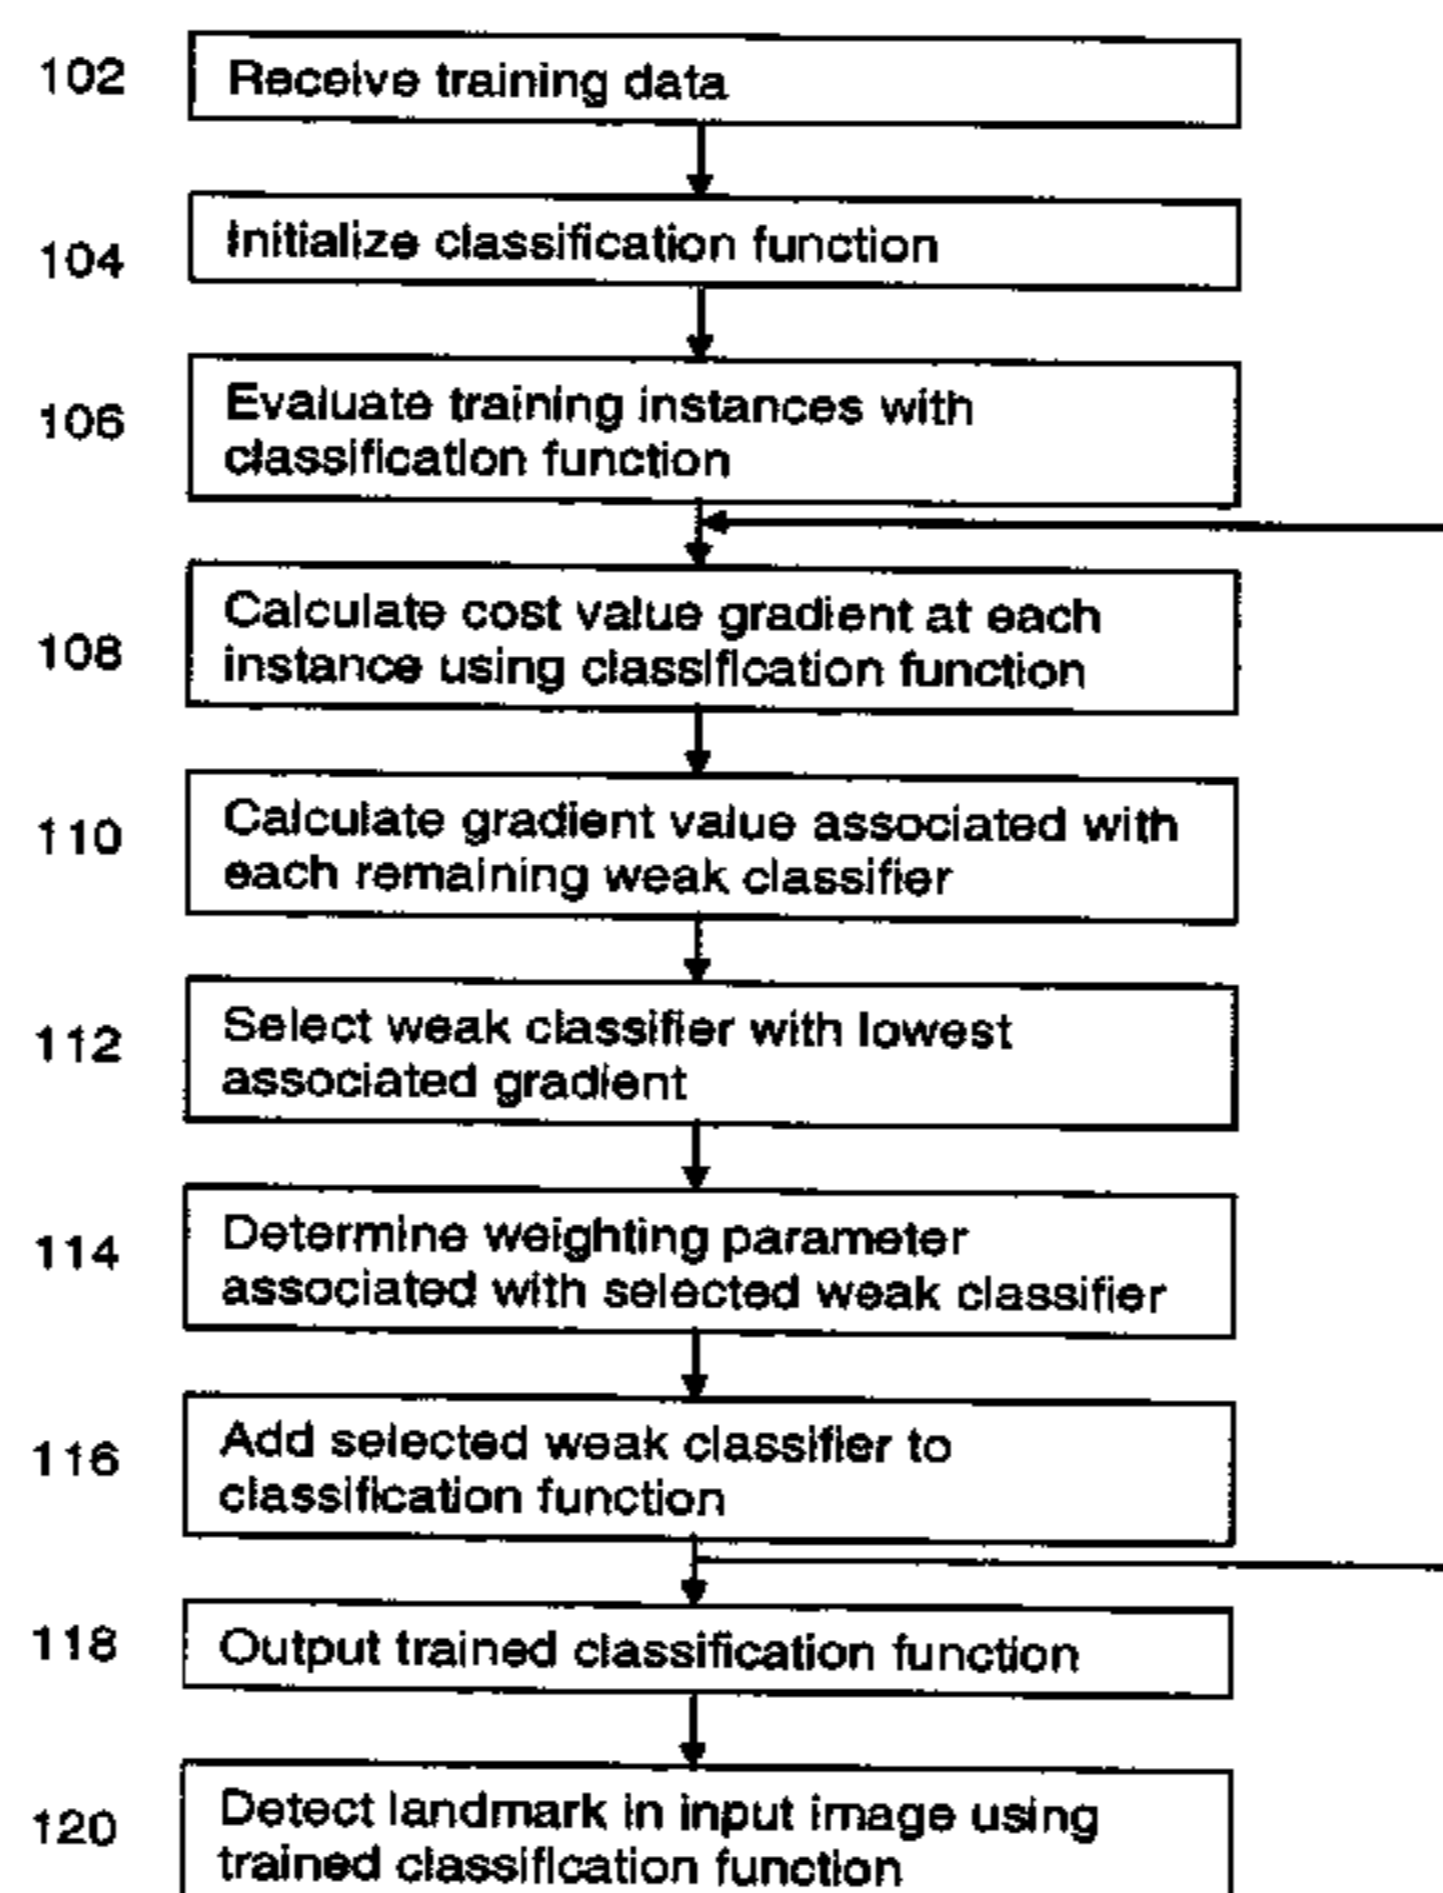 102 Receive training data
104 Initialize classification function
106 Evaluate training instances with
classification function
108 Calculate cost value gradient at each
instance using classification function
110 Calculate gradient value associated with
each remaining weak classifier
112 Select weak classifier with lowest
associated gradient
114 Determine weighting parameter
associated with selected weak classifier
116 Add selected weak classifier to
classification function
118 Output trained classification function
120 Detect landmark in input image using
trained classification function